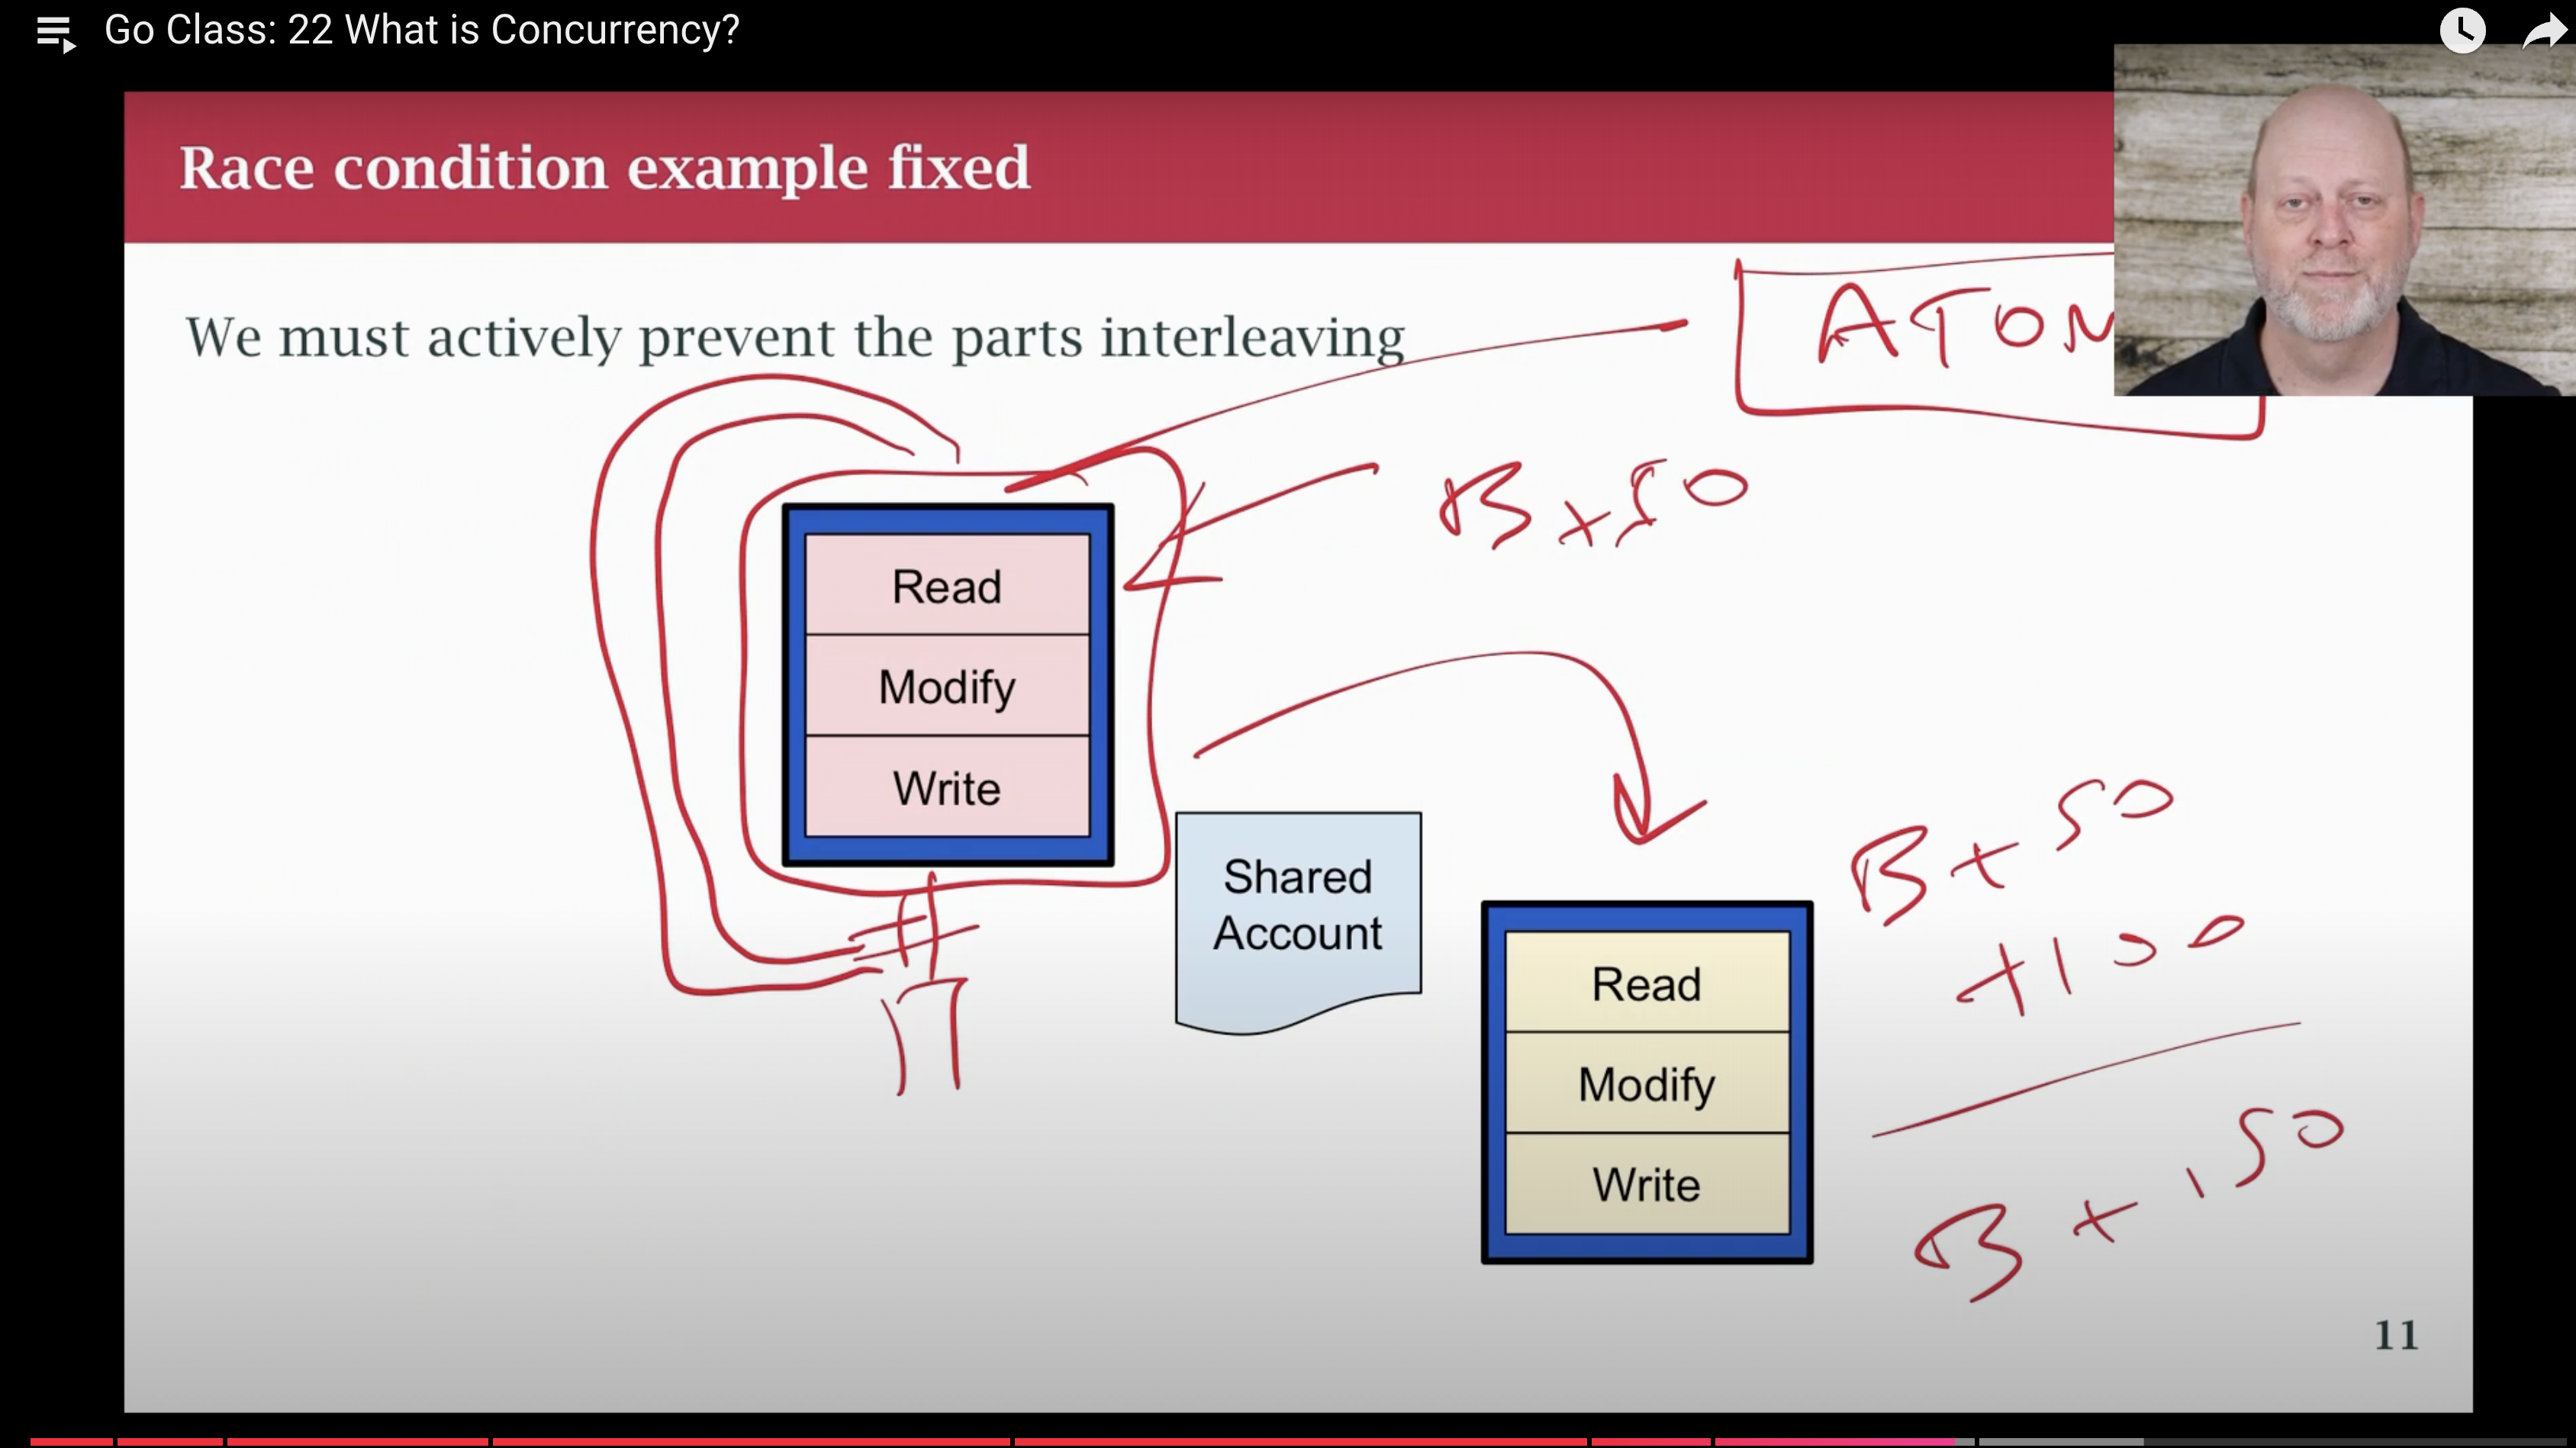 Go Class: 22 What is Concurrency?
Race condition example fixed
We must actively prevent the parts interleaving
ATOM
B+50
Read
Modify
Write
Shared
Account
B+50
+100
B+150
Read
Modify
Write
11